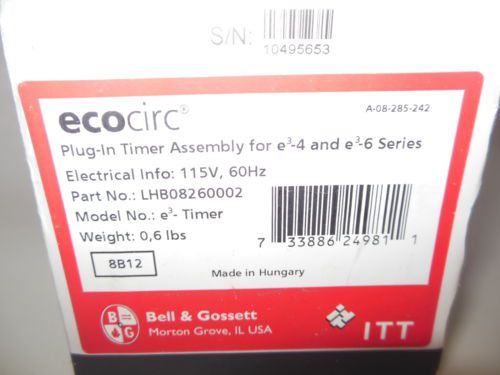 S/N:
10495653
A-08-285-242
ecocirc®
Plug-In Timer Assembly for e³-4 and e³-6 Series
Electrical Info: 115V, 60Hz
Part No.: LHB08260002
Model No.: e³- Timer
Weight: 0,6 lbs
7 33886 24981 1
8B12
Made in Hungary
B G
Bell & Gossett
Morton Grove, IL USA
ITT